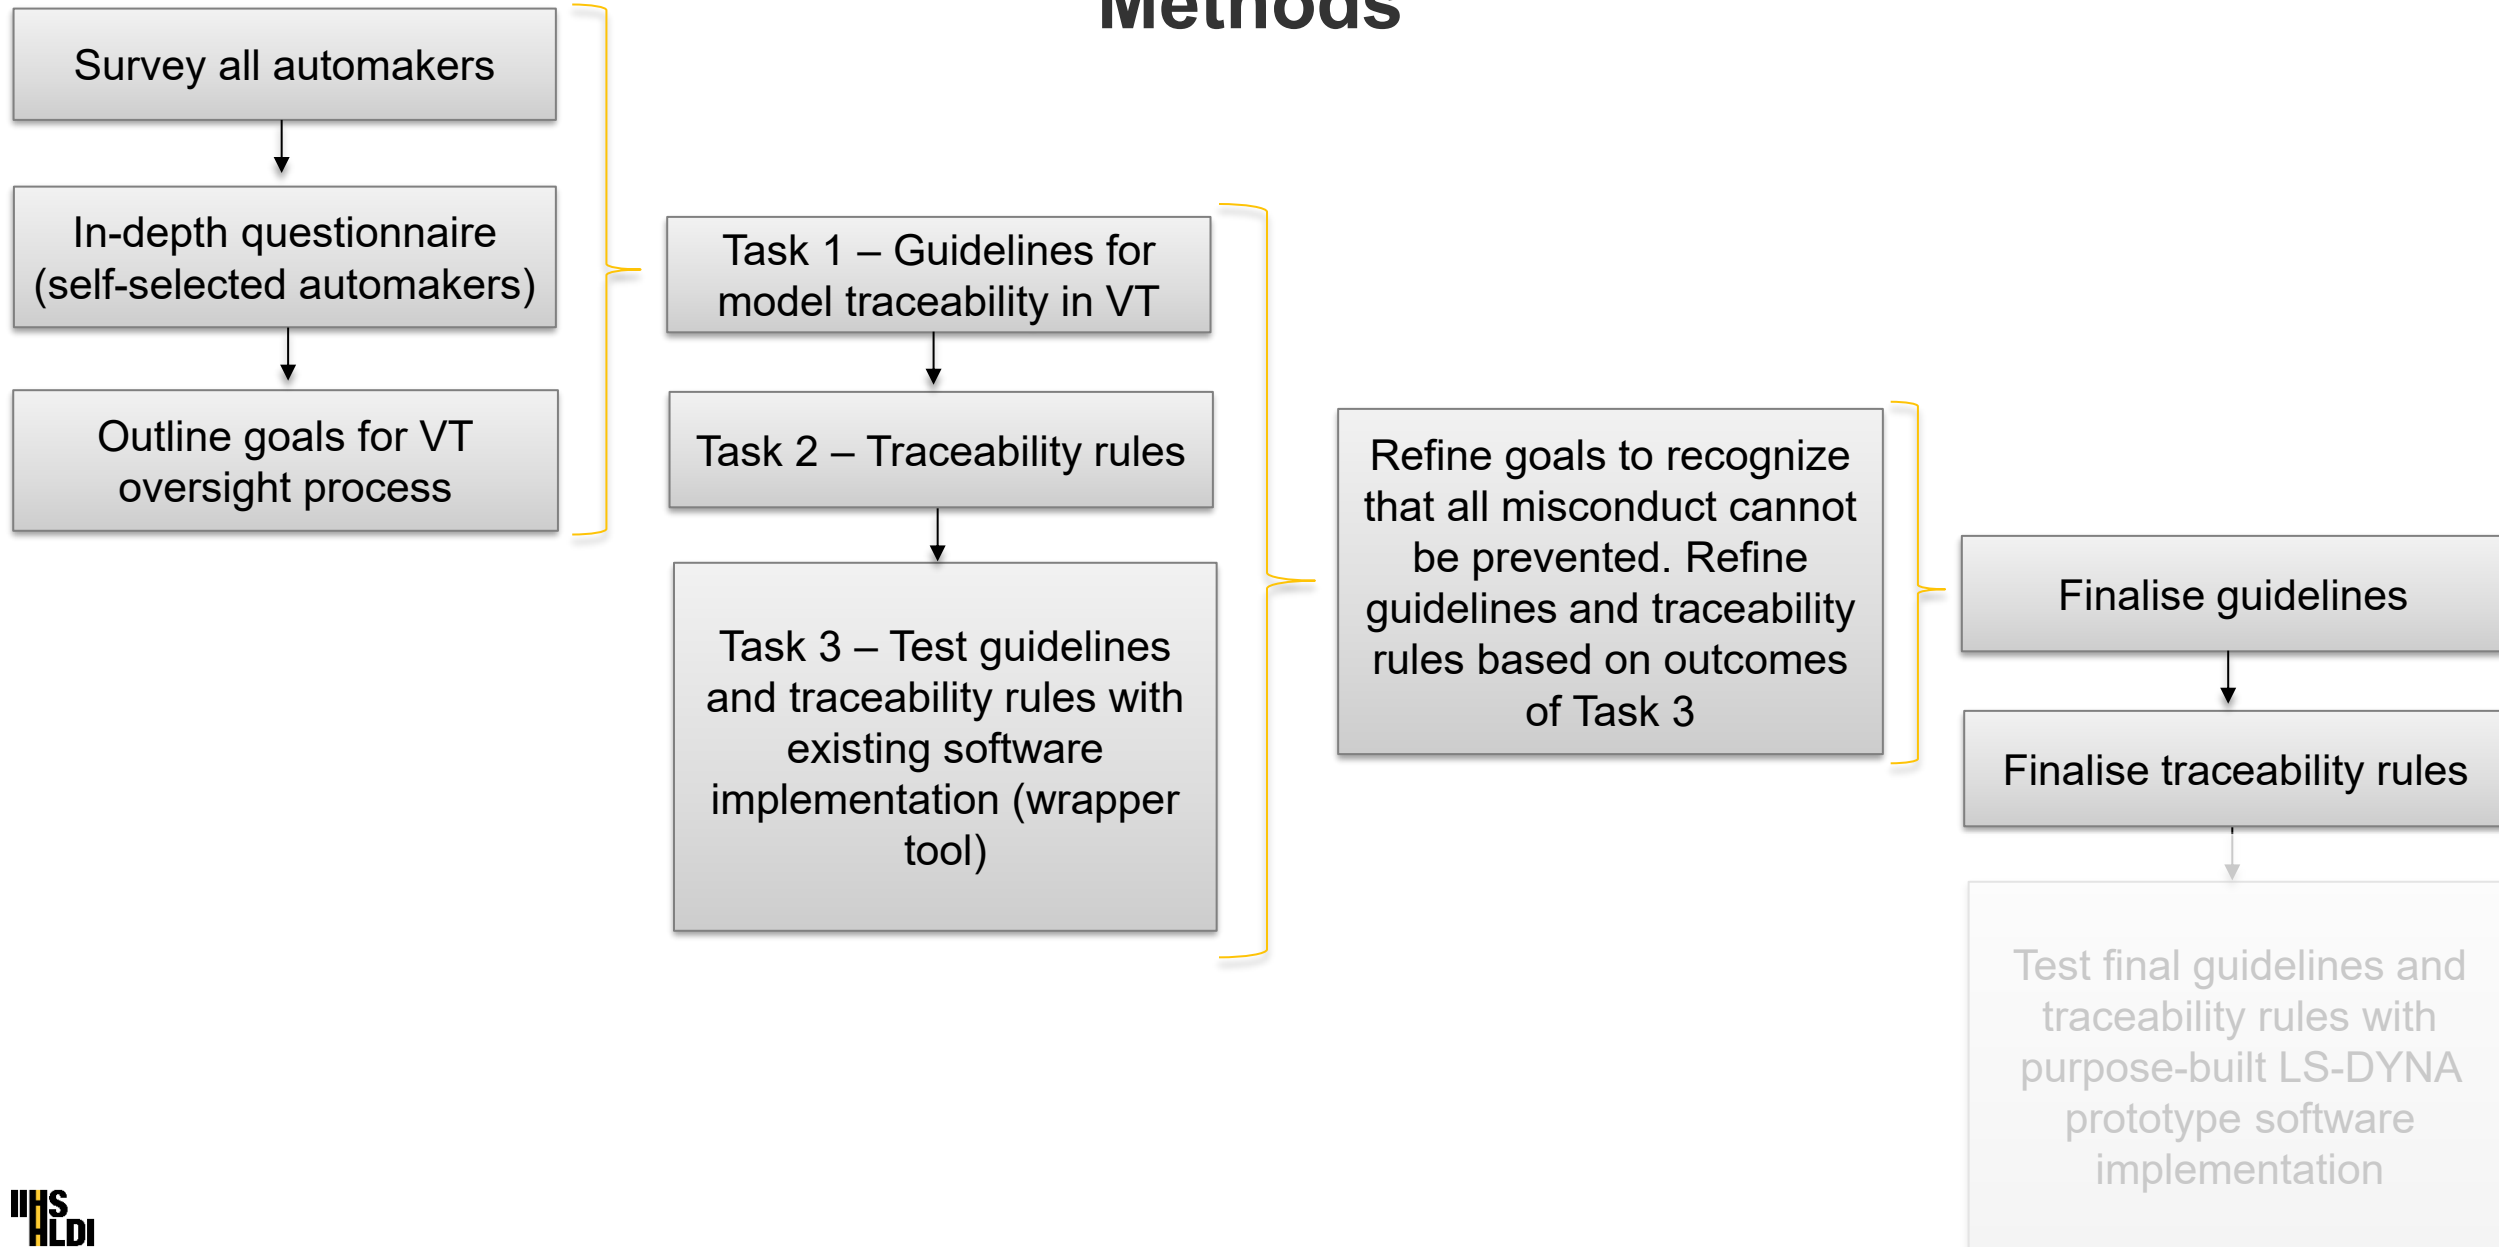 Methods
Survey all automakers
In-depth questionnaire
(self-selected automakers)
Outline goals for VT
oversight process
Task 1 – Guidelines for
model traceability in VT
Task 2 – Traceability rules
Task 3 – Test guidelines
and traceability rules with
existing software
implementation (wrapper
tool)
Refine goals to recognize
that all misconduct cannot
be prevented. Refine
guidelines and traceability
rules based on outcomes
of Task 3
Finalise guidelines
Finalise traceability rules
Test final guidelines and
traceability rules with
purpose-built LS-DYNA
prototype software
implementation
IIHS
HLDI